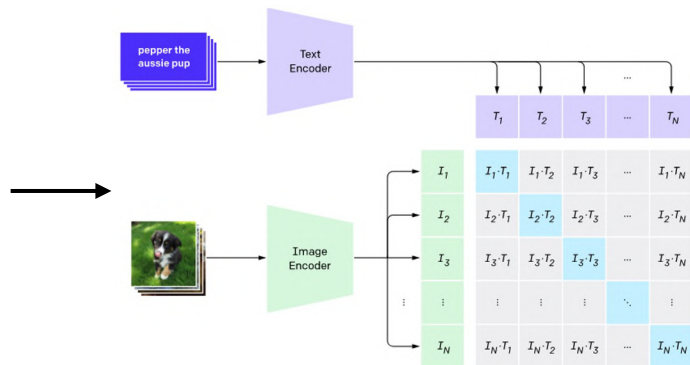 pepper the
aussie pup
Text
Encoder
...
T1 T2 T3 ... TN
I1 I1·T1 I1·T2 I1·T3 ... I1·TN
I2 I2·T1 I2·T2 I2·T3 ... I2·TN
Image
Encoder
I3 I3·T1 I3·T2 I3·T3 ... I3·TN
⋮ ⋮ ⋮ ⋮ ⋮ ⋱ ⋮
IN IN·T1 IN·T2 IN·T3 ... IN·TN